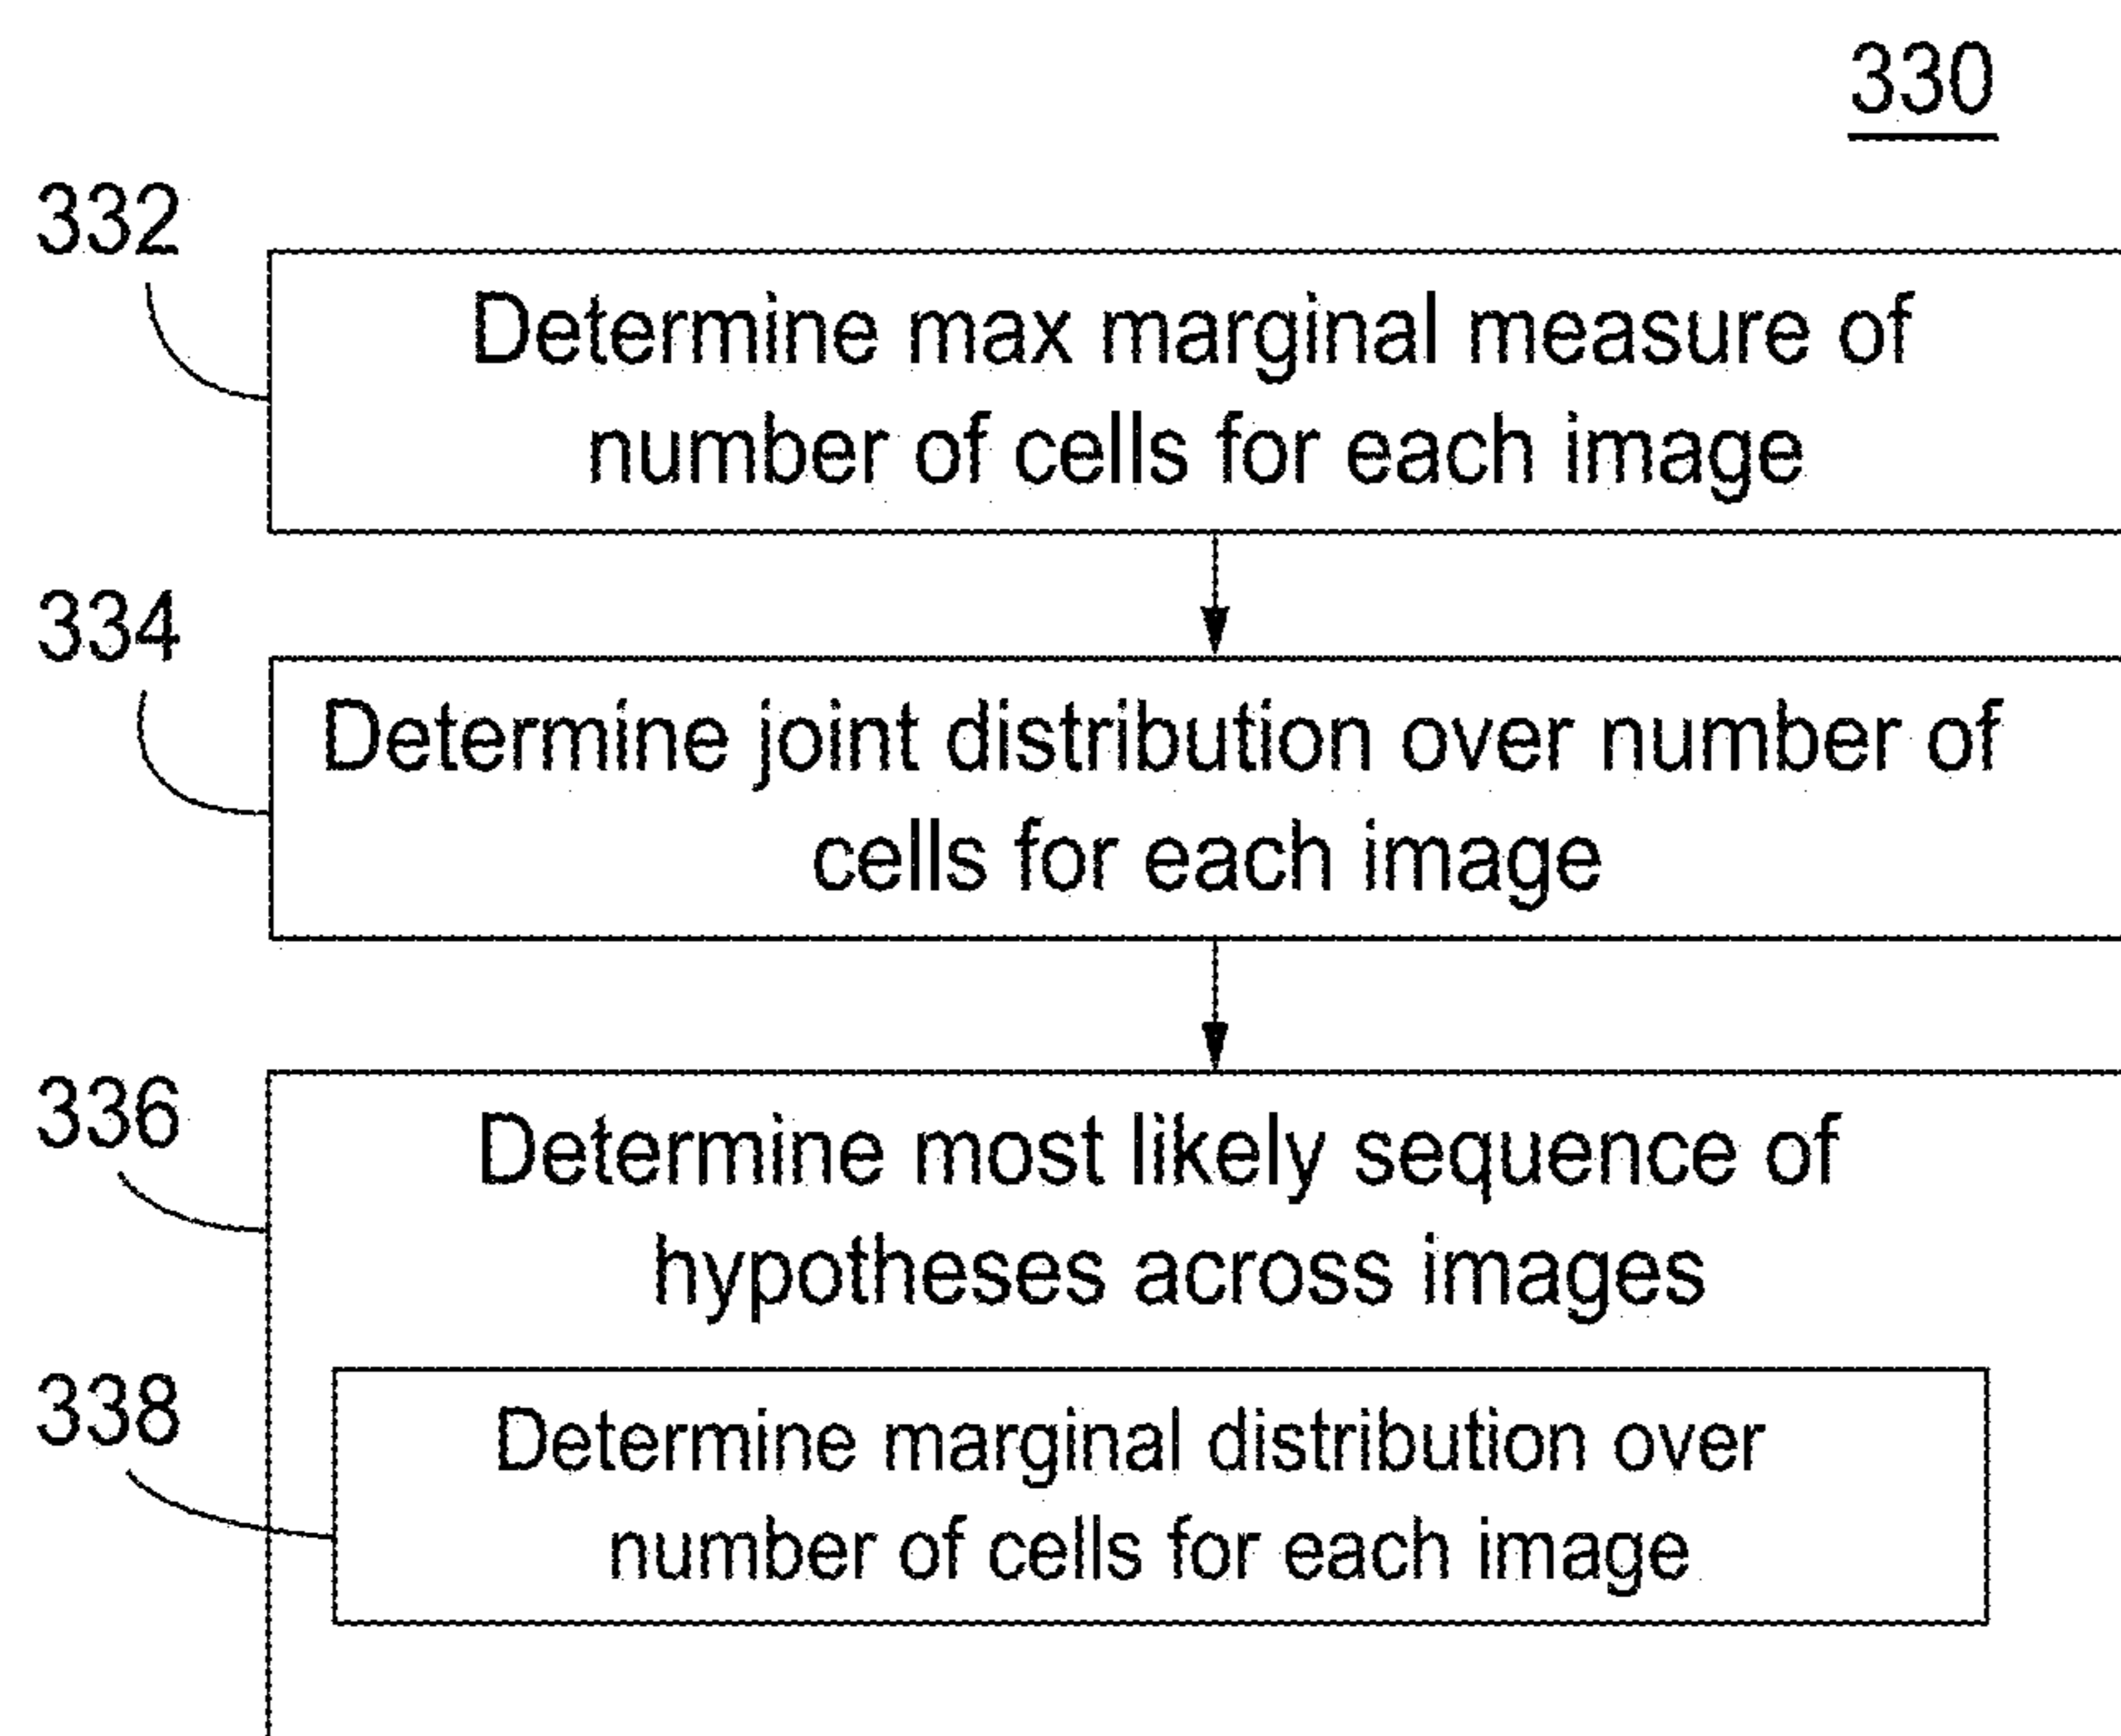 330
332
Determine max marginal measure of
number of cells for each image
334
Determine joint distribution over number of
cells for each image
336
Determine most likely sequence of
hypotheses across images
338
Determine marginal distribution over
number of cells for each image